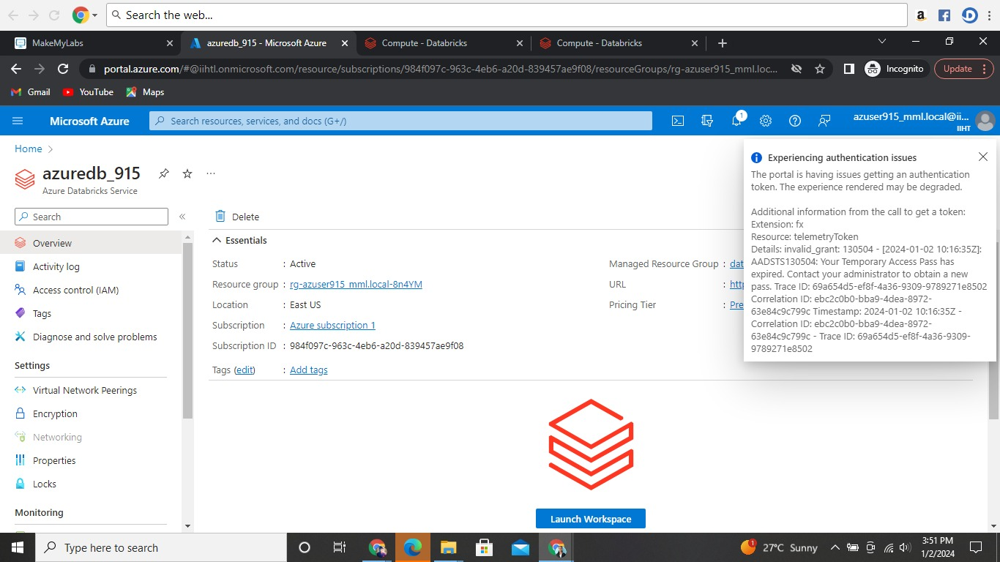 Search the web...
MakeMyLabs
azuredb_915 - Microsoft Azure
Compute - Databricks
Compute - Databricks
portal.azure.com/#@iihtl.onmicrosoft.com/resource/subscriptions/984f097c-963c-4eb6-a20d-839457ae9f08/resourceGroups/rg-azuser915_mml.loc...
Incognito
Update
Gmail
YouTube
Maps
Microsoft Azure
Search resources, services, and docs (G+/)
1
azuser915_mml.local@ii...
IIHT
Home
azuredb_915
Azure Databricks Service
Search
Overview
Activity log
Access control (IAM)
Tags
Diagnose and solve problems
Settings
Virtual Network Peerings
Encryption
Networking
Properties
Locks
Monitoring
Delete
Essentials
Status : Active
Resource group : rg-azuser915_mml.local-8n4YM
Location : East US
Subscription : Azure subscription 1
Subscription ID : 984f097c-963c-4eb6-a20d-839457ae9f08
Tags (edit) : Add tags
Managed Resource Group : dat
URL : htt
Pricing Tier : Pre
Launch Workspace
Experiencing authentication issues
The portal is having issues getting an authentication
token. The experience rendered may be degraded.
Additional information from the call to get a token:
Extension: fx
Resource: telemetryToken
Details: invalid_grant: 130504 - [2024-01-02 10:16:35Z]:
AADSTS130504: Your Temporary Access Pass has
expired. Contact your administrator to obtain a new
pass. Trace ID: 69a654d5-ef8f-4a36-9309-9789271e8502
Correlation ID: ebc2c0b0-bba9-4dea-8972-
63e84c9c799c Timestamp: 2024-01-02 10:16:35Z -
Correlation ID: ebc2c0b0-bba9-4dea-8972-
63e84c9c799c - Trace ID: 69a654d5-ef8f-4a36-9309-
9789271e8502
Type here to search
1
27°C Sunny
3:51 PM
1/2/2024